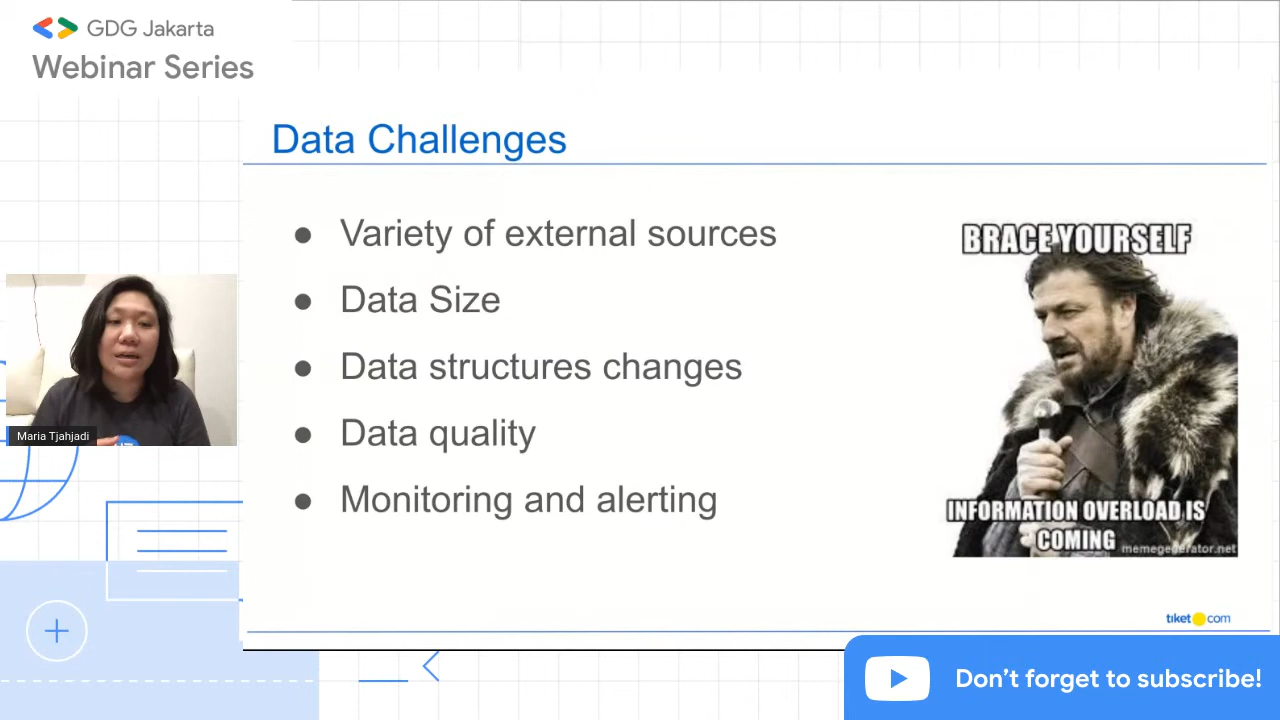 GDG Jakarta
Webinar Series
Data Challenges
● Variety of external sources
● Data Size
● Data structures changes
● Data quality
● Monitoring and alerting
BRACE YOURSELF
INFORMATION OVERLOAD IS
COMING
memegenerator.net
Maria Tjahjadi
tiket.com
Don't forget to subscribe!